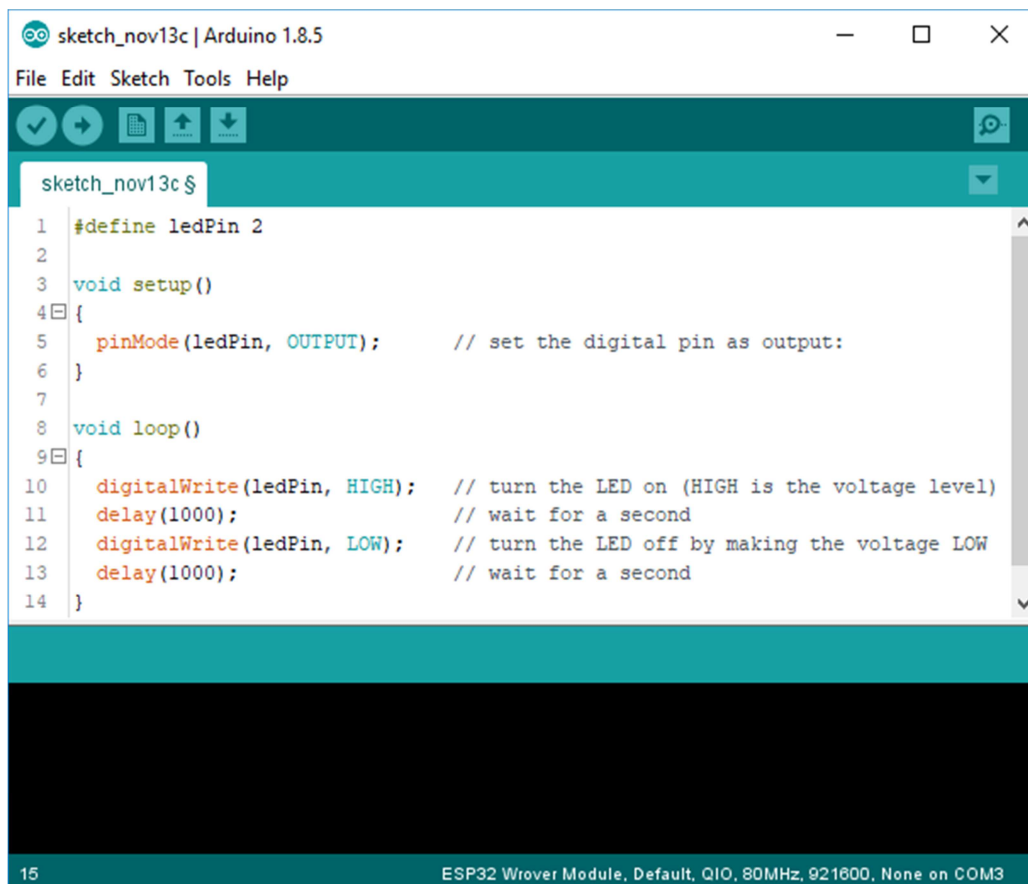 sketch_nov13c | Arduino 1.8.5
File Edit Sketch Tools Help
sketch_nov13c §
1 #define ledPin 2
2
3 void setup()
4 {
5   pinMode(ledPin, OUTPUT);      // set the digital pin as output:
6 }
7
8 void loop()
9 {
10   digitalWrite(ledPin, HIGH);   // turn the LED on (HIGH is the voltage level)
11   delay(1000);                  // wait for a second
12   digitalWrite(ledPin, LOW);    // turn the LED off by making the voltage LOW
13   delay(1000);                  // wait for a second
14 }
15 ESP32 Wrover Module, Default, QIO, 80MHz, 921600, None on COM3